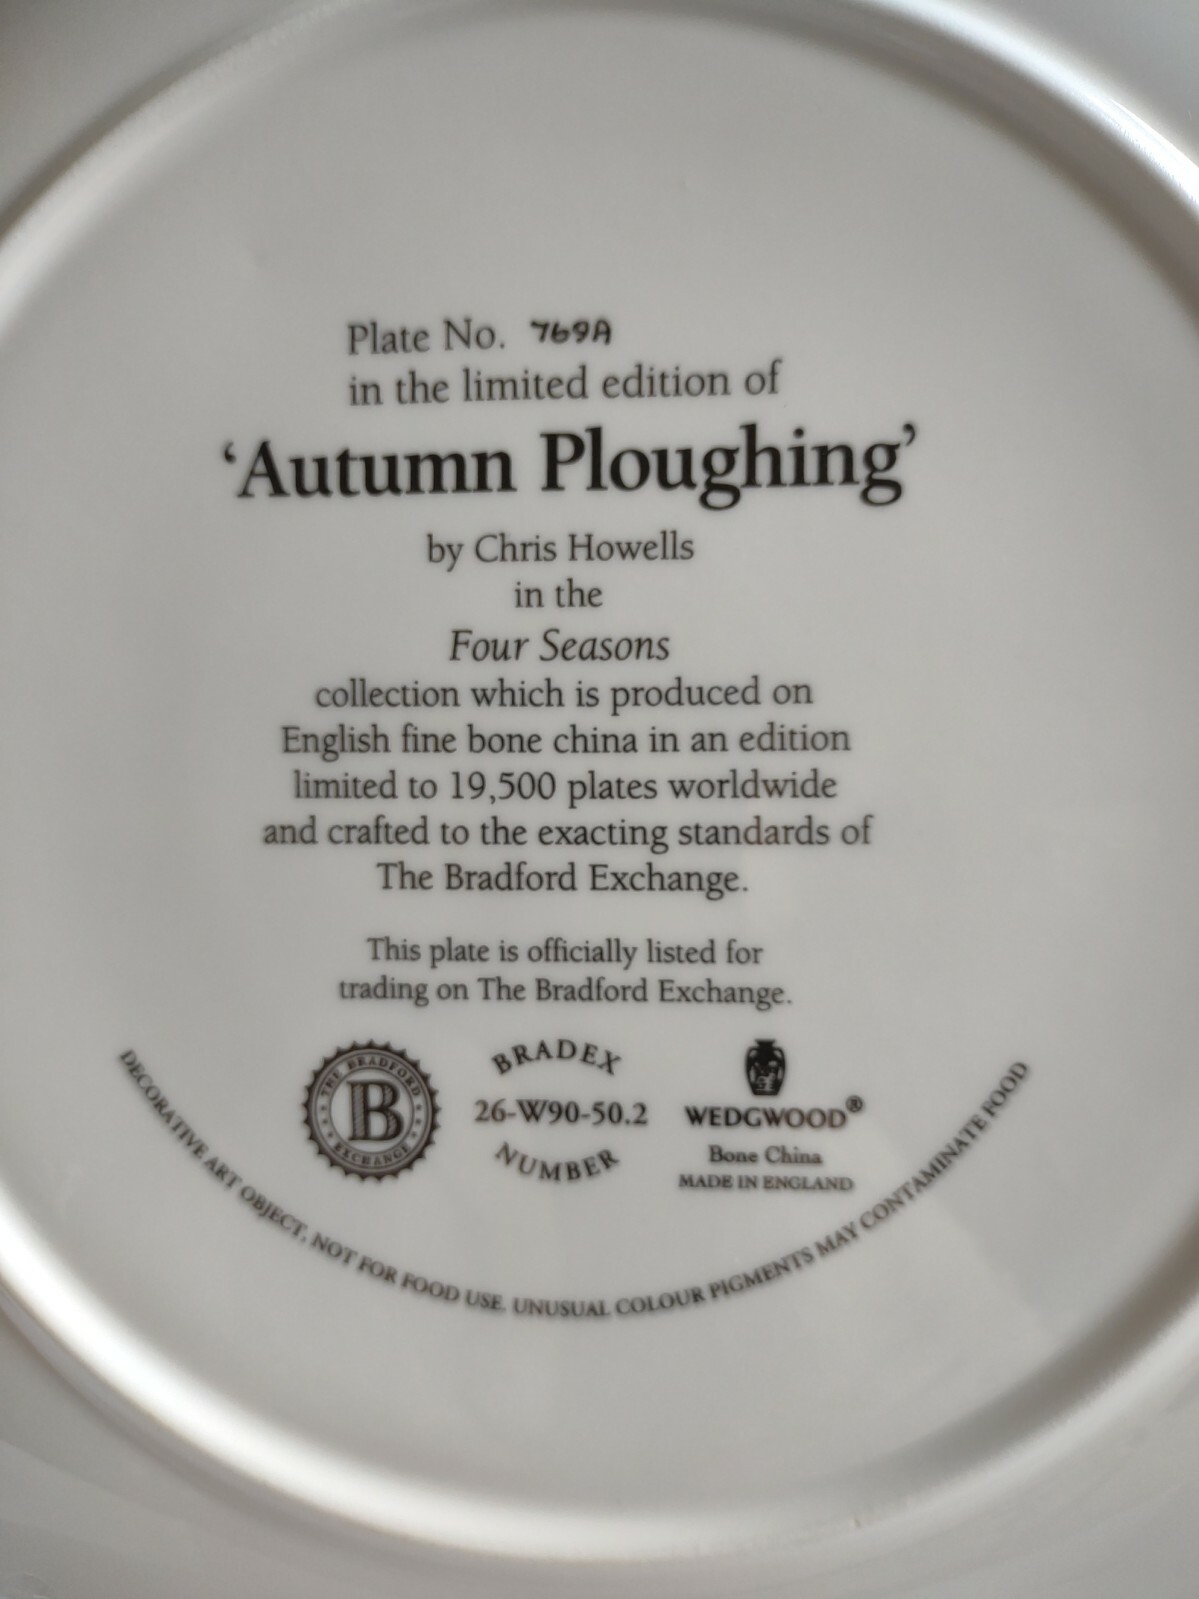 Plate No. 769A
in the limited edition of
‘Autumn Ploughing’
by Chris Howells
in the
Four Seasons
collection which is produced on
English fine bone china in an edition
limited to 19,500 plates worldwide
and crafted to the exacting standards of
The Bradford Exchange.
This plate is officially listed for
trading on The Bradford Exchange.
THE BRADFORD
B
EXCHANGE
BRADEX
26-W90-50.2
NUMBER
WEDGWOOD®
Bone China
MADE IN ENGLAND
DECORATIVE ART OBJECT, NOT FOR FOOD USE. UNUSUAL COLOUR PIGMENTS MAY CONTAMINATE FOOD